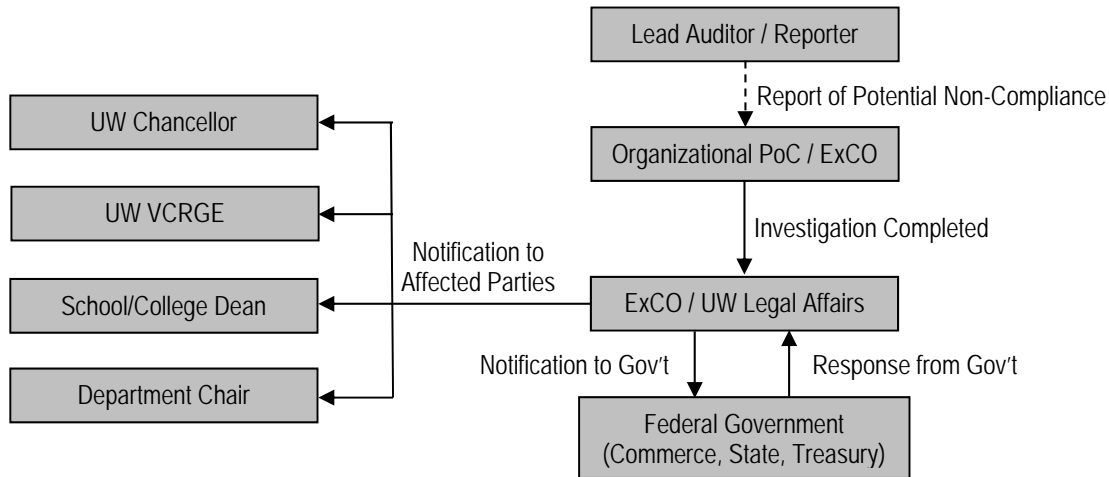 Lead Auditor / Reporter
Report of Potential Non-Compliance
UW Chancellor
Organizational PoC / ExCO
UW VCRGE
Investigation Completed
Notification to
Affected Parties
School/College Dean
ExCO / UW Legal Affairs
Notification to Gov’t
Response from Gov’t
Department Chair
Federal Government
(Commerce, State, Treasury)